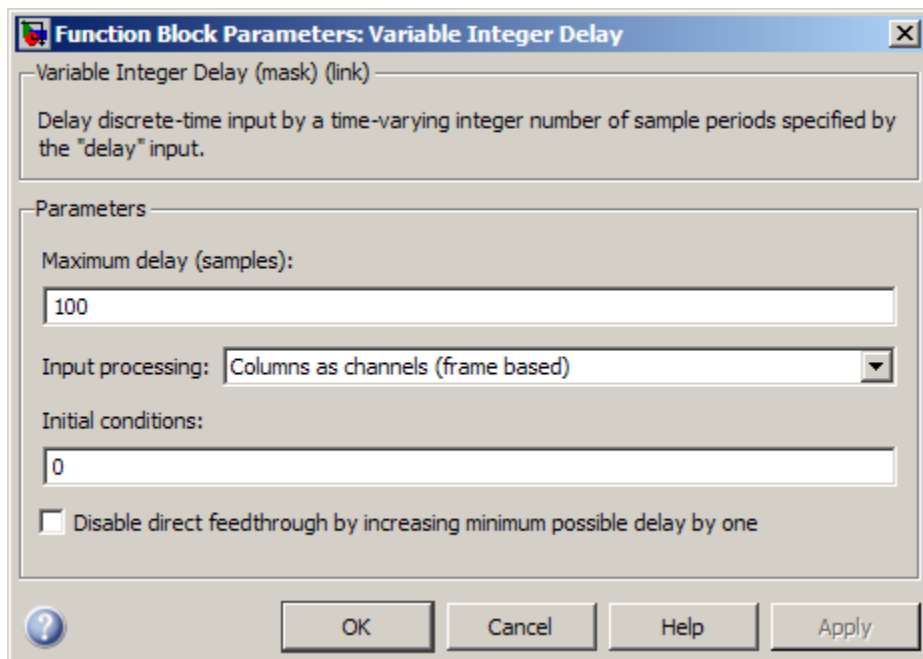 Function Block Parameters: Variable Integer Delay
Variable Integer Delay (mask) (link)
Delay discrete-time input by a time-varying integer number of sample periods specified by
the "delay" input.
Parameters
Maximum delay (samples):
100
Input processing: Columns as channels (frame based)
Initial conditions:
0
Disable direct feedthrough by increasing minimum possible delay by one
? OK Cancel Help Apply